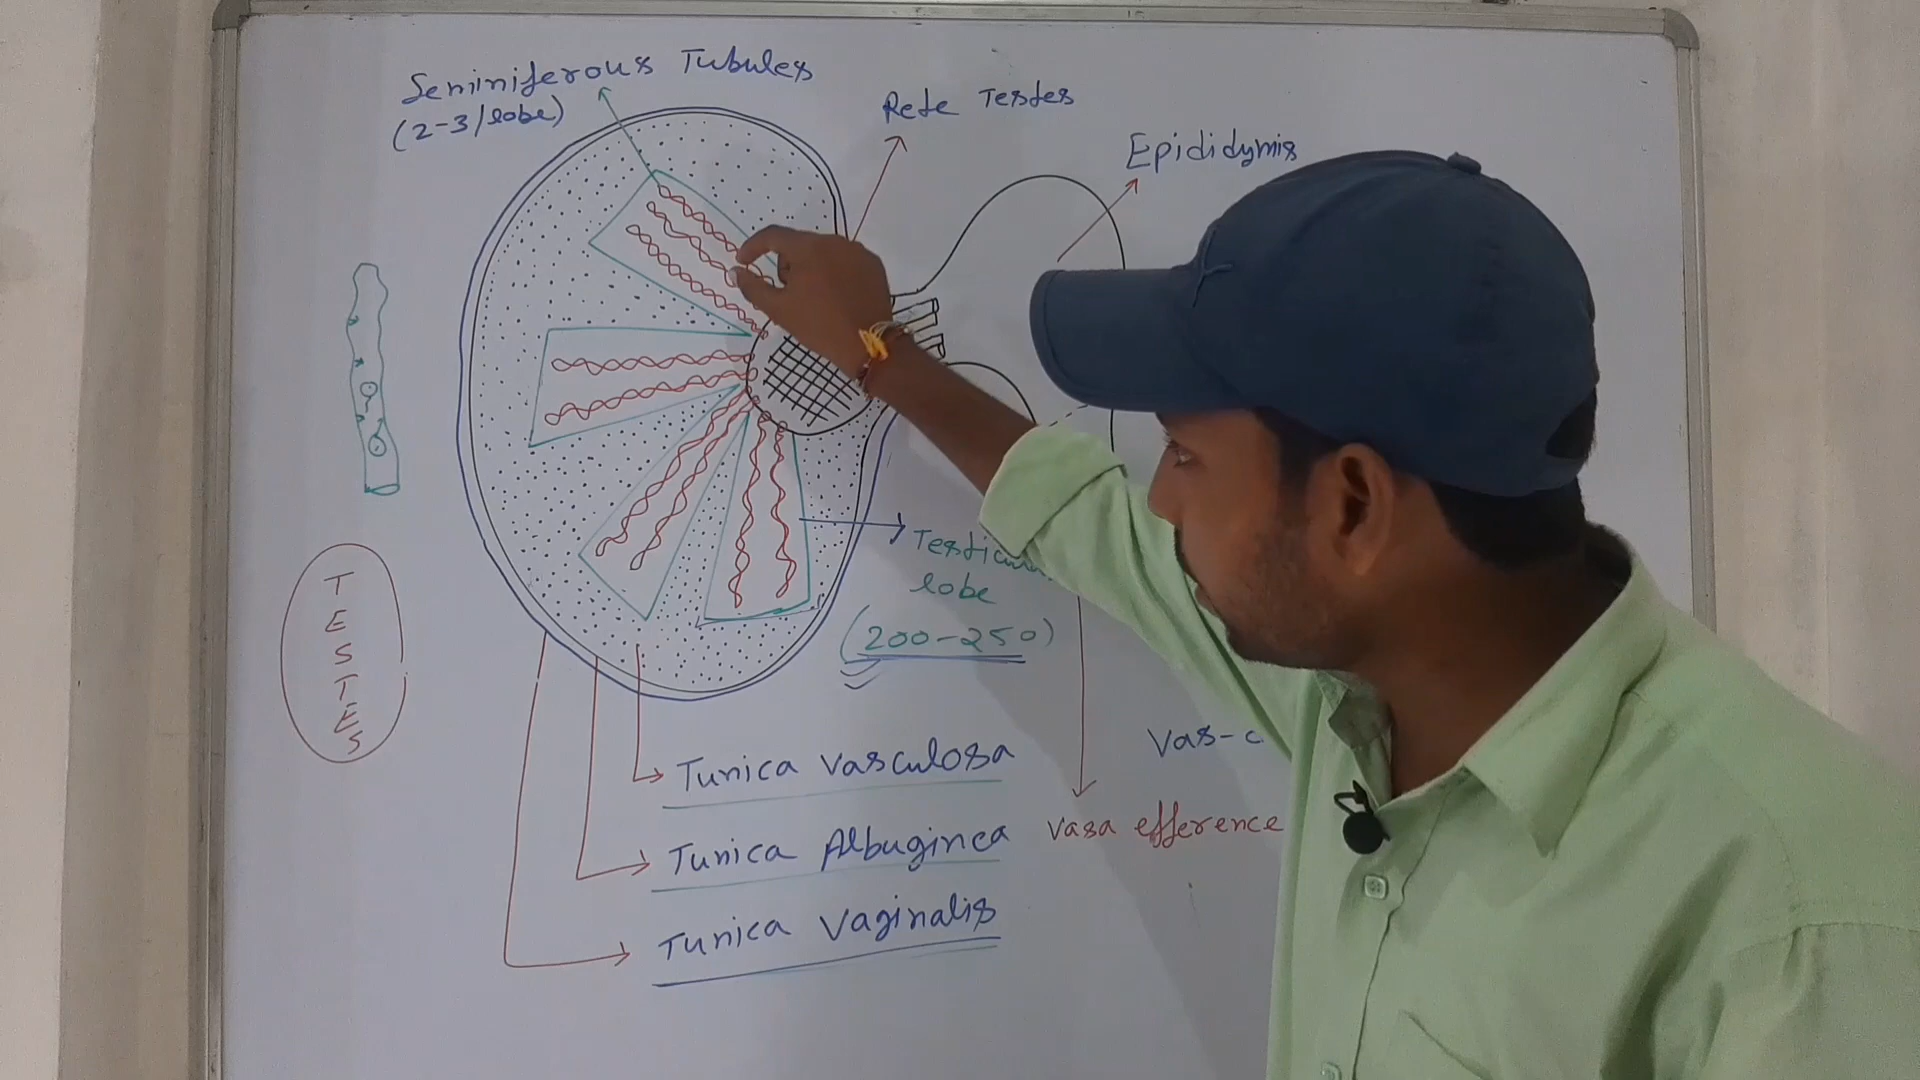 Seminiferous Tubules
(2-3/lobe)
Rete Testes
Epididymis
lobe
(200-250)
TESTES
Tunica Vasculosa
Tunica Albuginea
Tunica Vaginalis
Vas-
Vasa efference